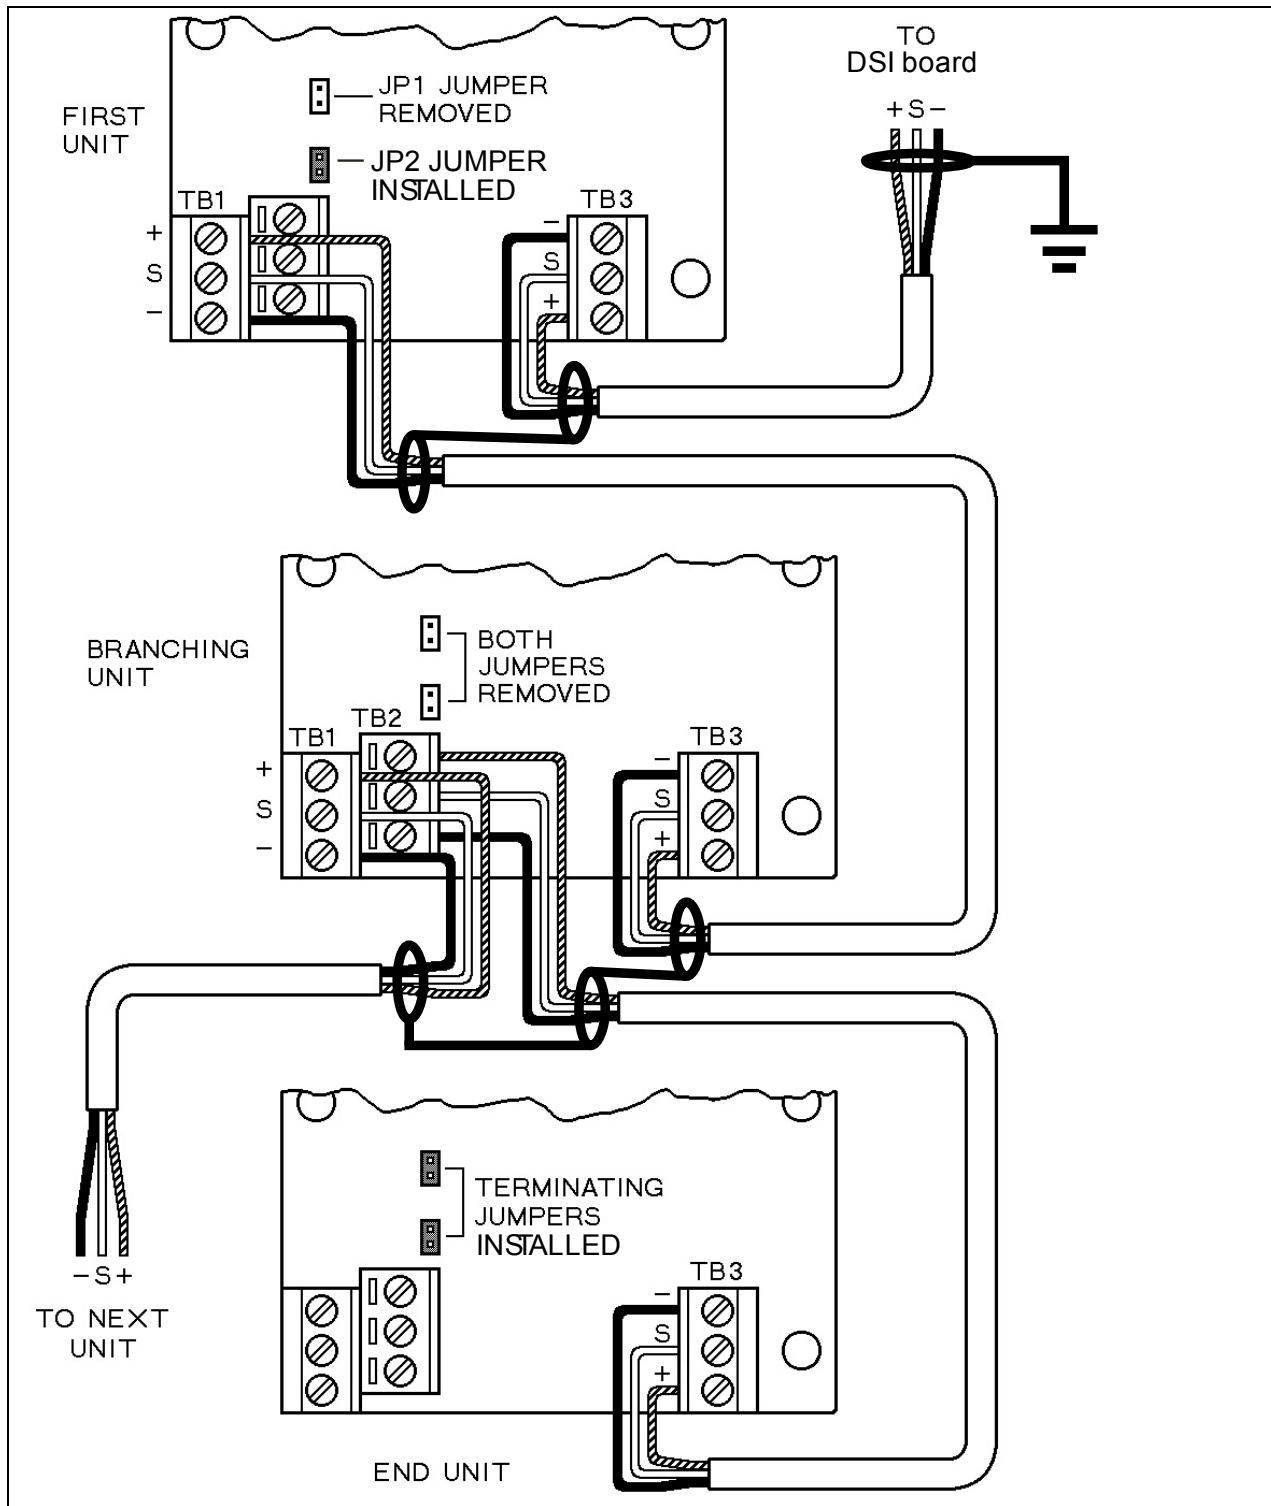 TO
DSI board
+ S −
FIRST
UNIT
JP1 JUMPER
REMOVED
JP2 JUMPER
INSTALLED
TB1
+
S
−
TB3
−
S
+
BRANCHING
UNIT
BOTH
JUMPERS
REMOVED
TB2
TB1
+
S
−
TB3
−
S
+
− S +
TO NEXT
UNIT
TERMINATING
JUMPERS
INSTALLED
TB3
−
S
+
END UNIT